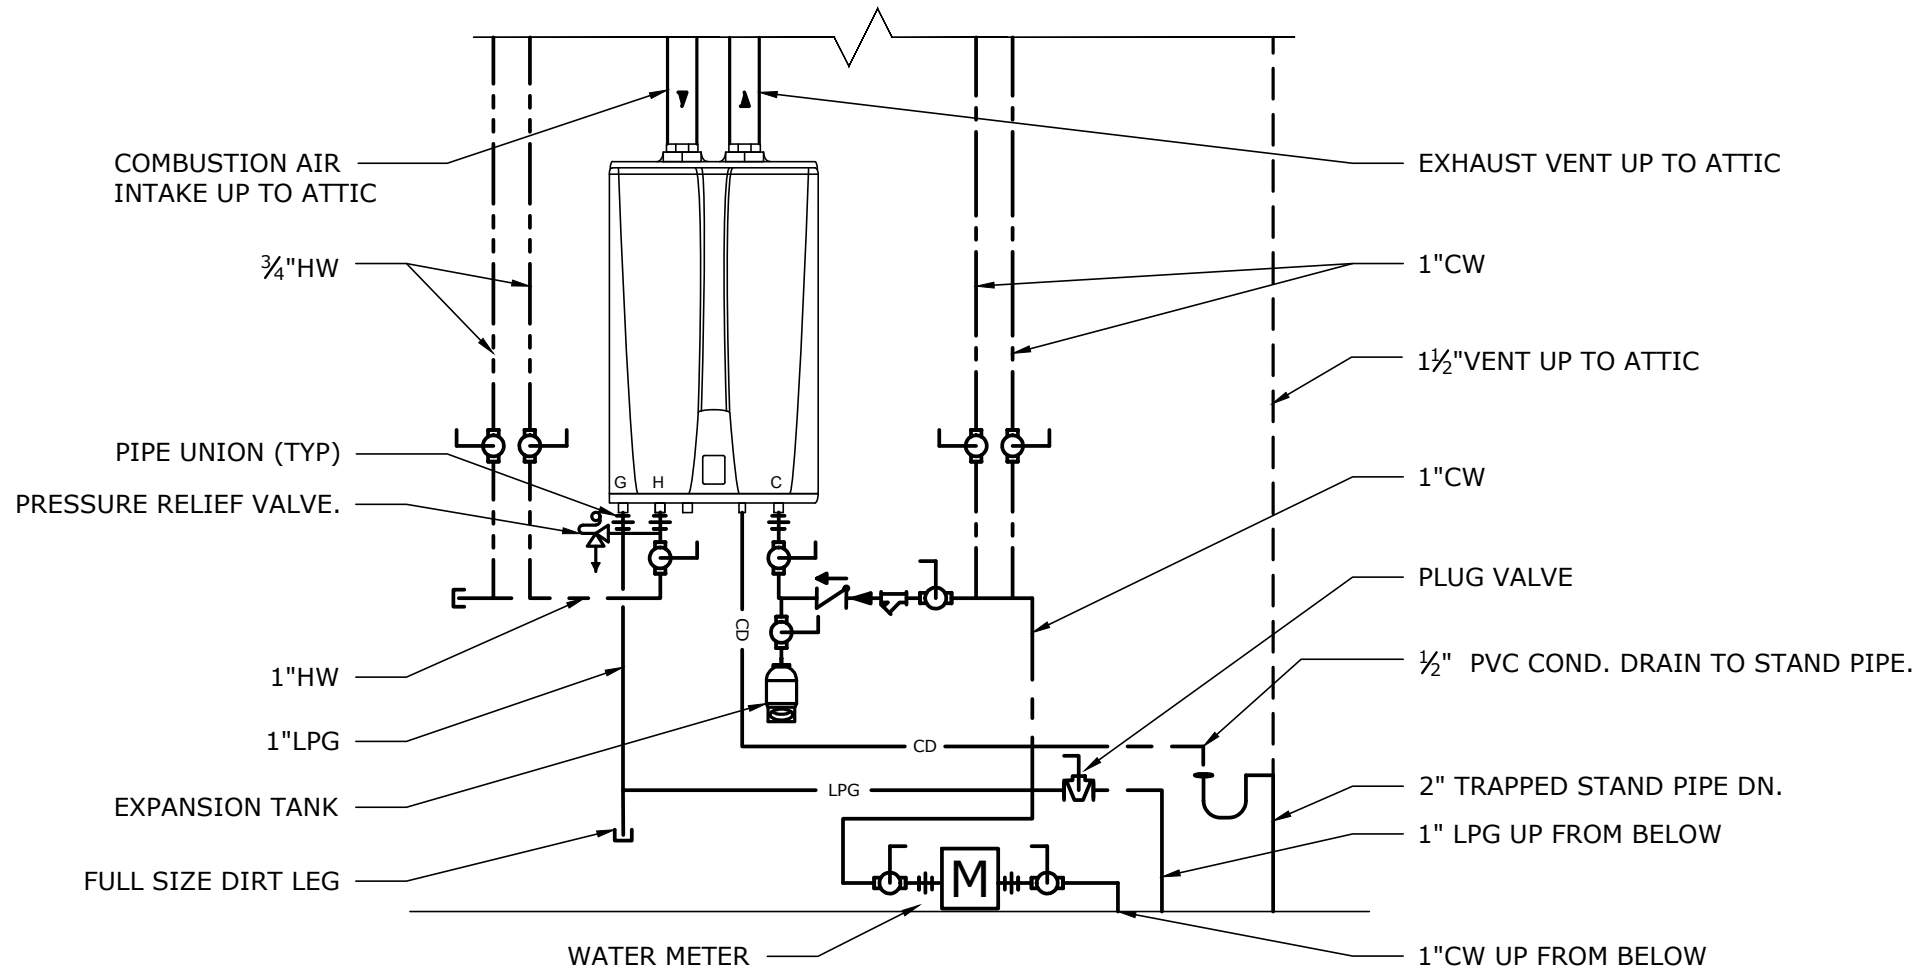 COMBUSTION AIR
INTAKE UP TO ATTIC
¾"HW
PIPE UNION (TYP)
PRESSURE RELIEF VALVE.
1"HW
1"LPG
EXPANSION TANK
FULL SIZE DIRT LEG
WATER METER
G H C
CD
CD
LPG
M
EXHAUST VENT UP TO ATTIC
1"CW
1½"VENT UP TO ATTIC
1"CW
PLUG VALVE
½" PVC COND. DRAIN TO STAND PIPE.
2" TRAPPED STAND PIPE DN.
1" LPG UP FROM BELOW
1"CW UP FROM BELOW